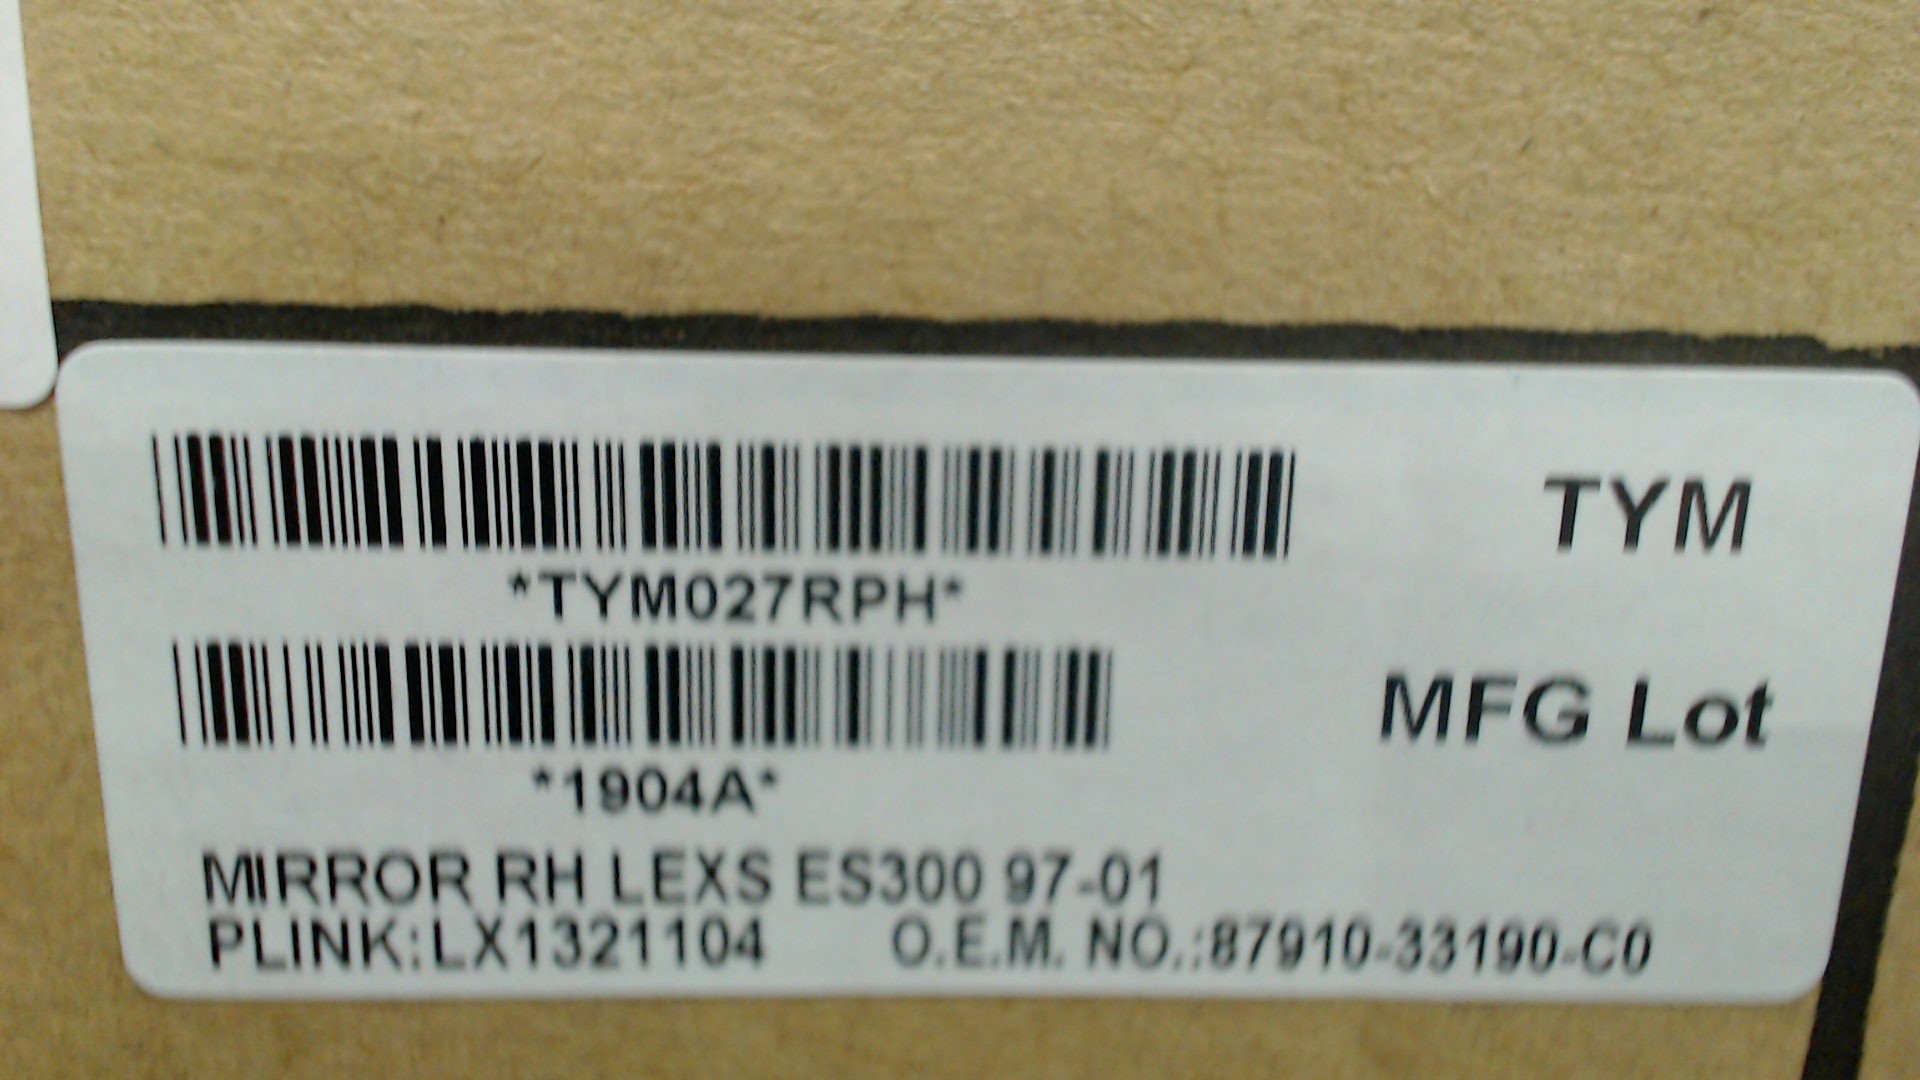 TYM
*TYM027RPH*
MFG Lot
*1904A*
MIRROR RH LEXS ES300 97-01
PLINK:LX1321104 O.E.M. NO.:87910-33190-C0